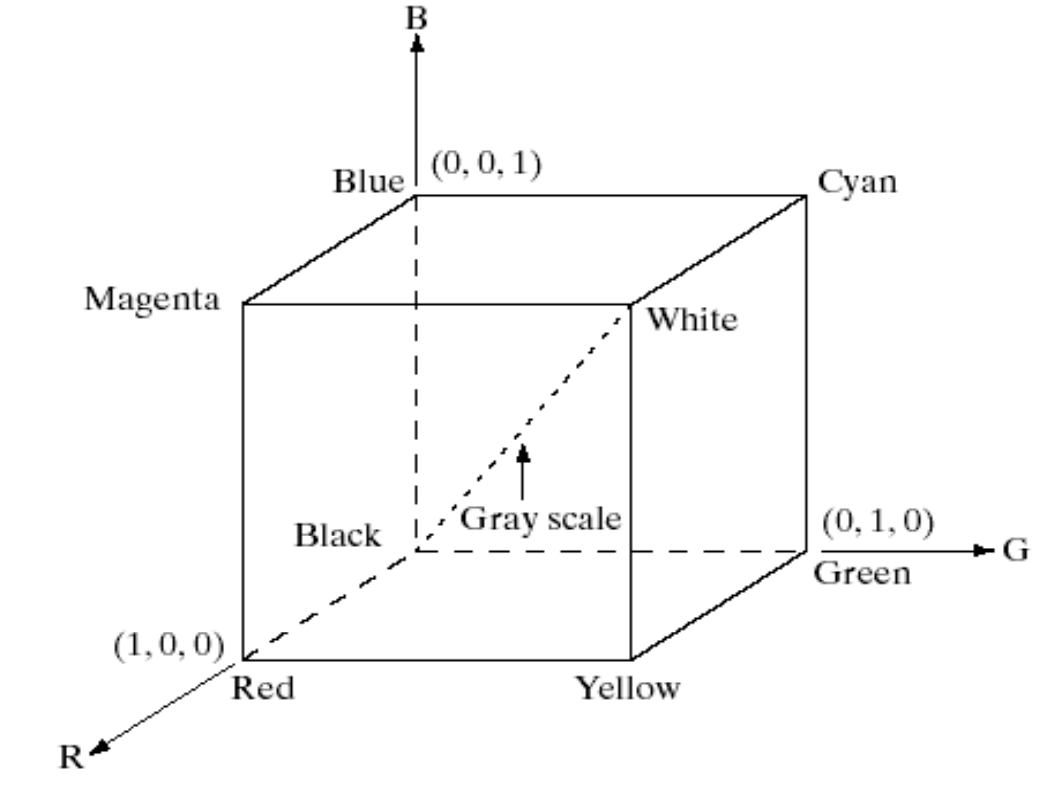 B
(0, 0, 1)
Blue
Cyan
Magenta
White
Gray scale
Black
(0, 1, 0)
G
Green
(1, 0, 0)
Red
Yellow
R